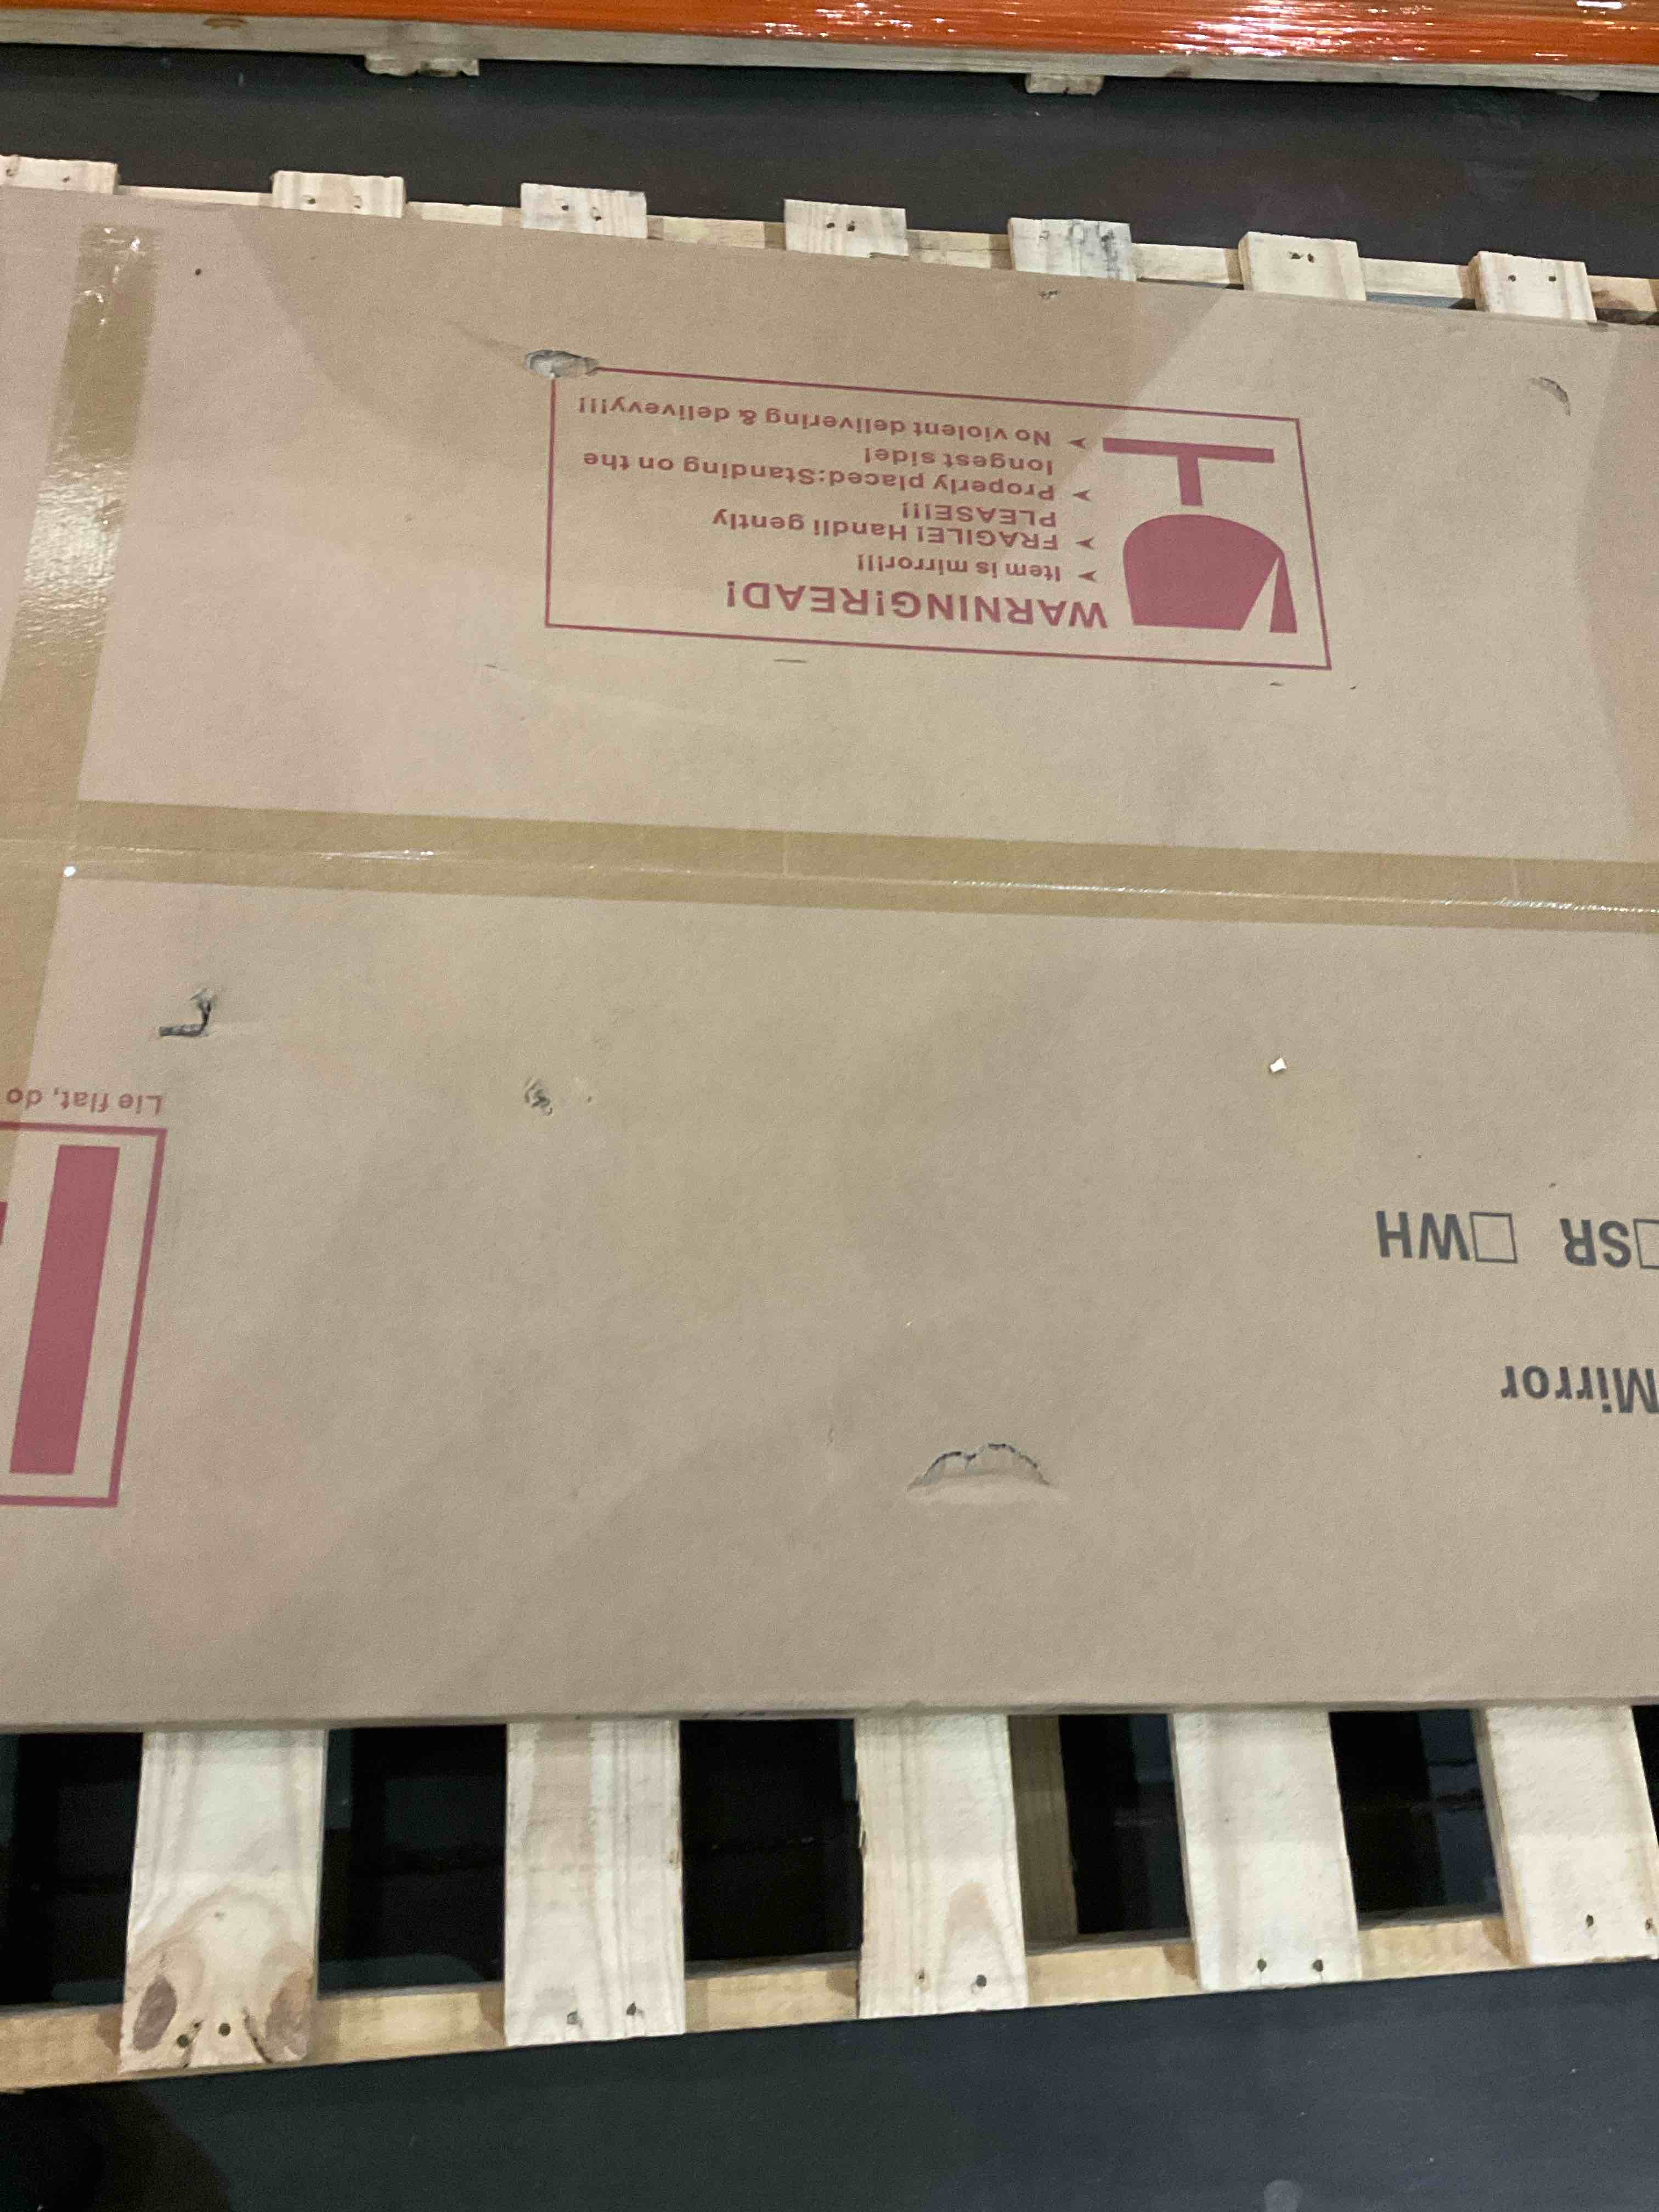 Mirror
□SR □WH
Lie flat, do
WARNING!READ!
➤ Item is mirror!!!
➤ FRAGILE! Handli gently
PLEASE!!!
➤ Properly placed:Standing on the
longest side!
➤ No violent delivering & delivevy!!!